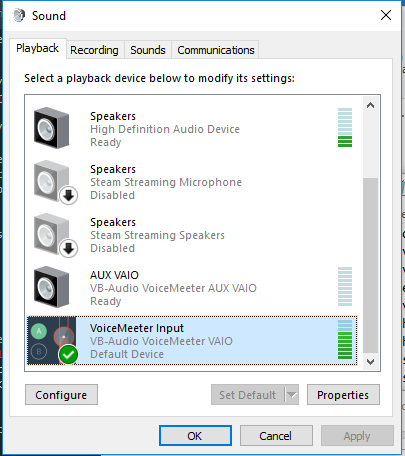 Sound
Playback
Recording
Sounds
Communications
Select a playback device below to modify its settings:
Speakers
High Definition Audio Device
Ready
Speakers
Steam Streaming Microphone
Disabled
Speakers
Steam Streaming Speakers
Disabled
AUX VAIO
VB-Audio VoiceMeeter AUX VAIO
Ready
A
B
VoiceMeeter Input
VB-Audio VoiceMeeter VAIO
Default Device
Configure
Set Default
Properties
OK
Cancel
Apply